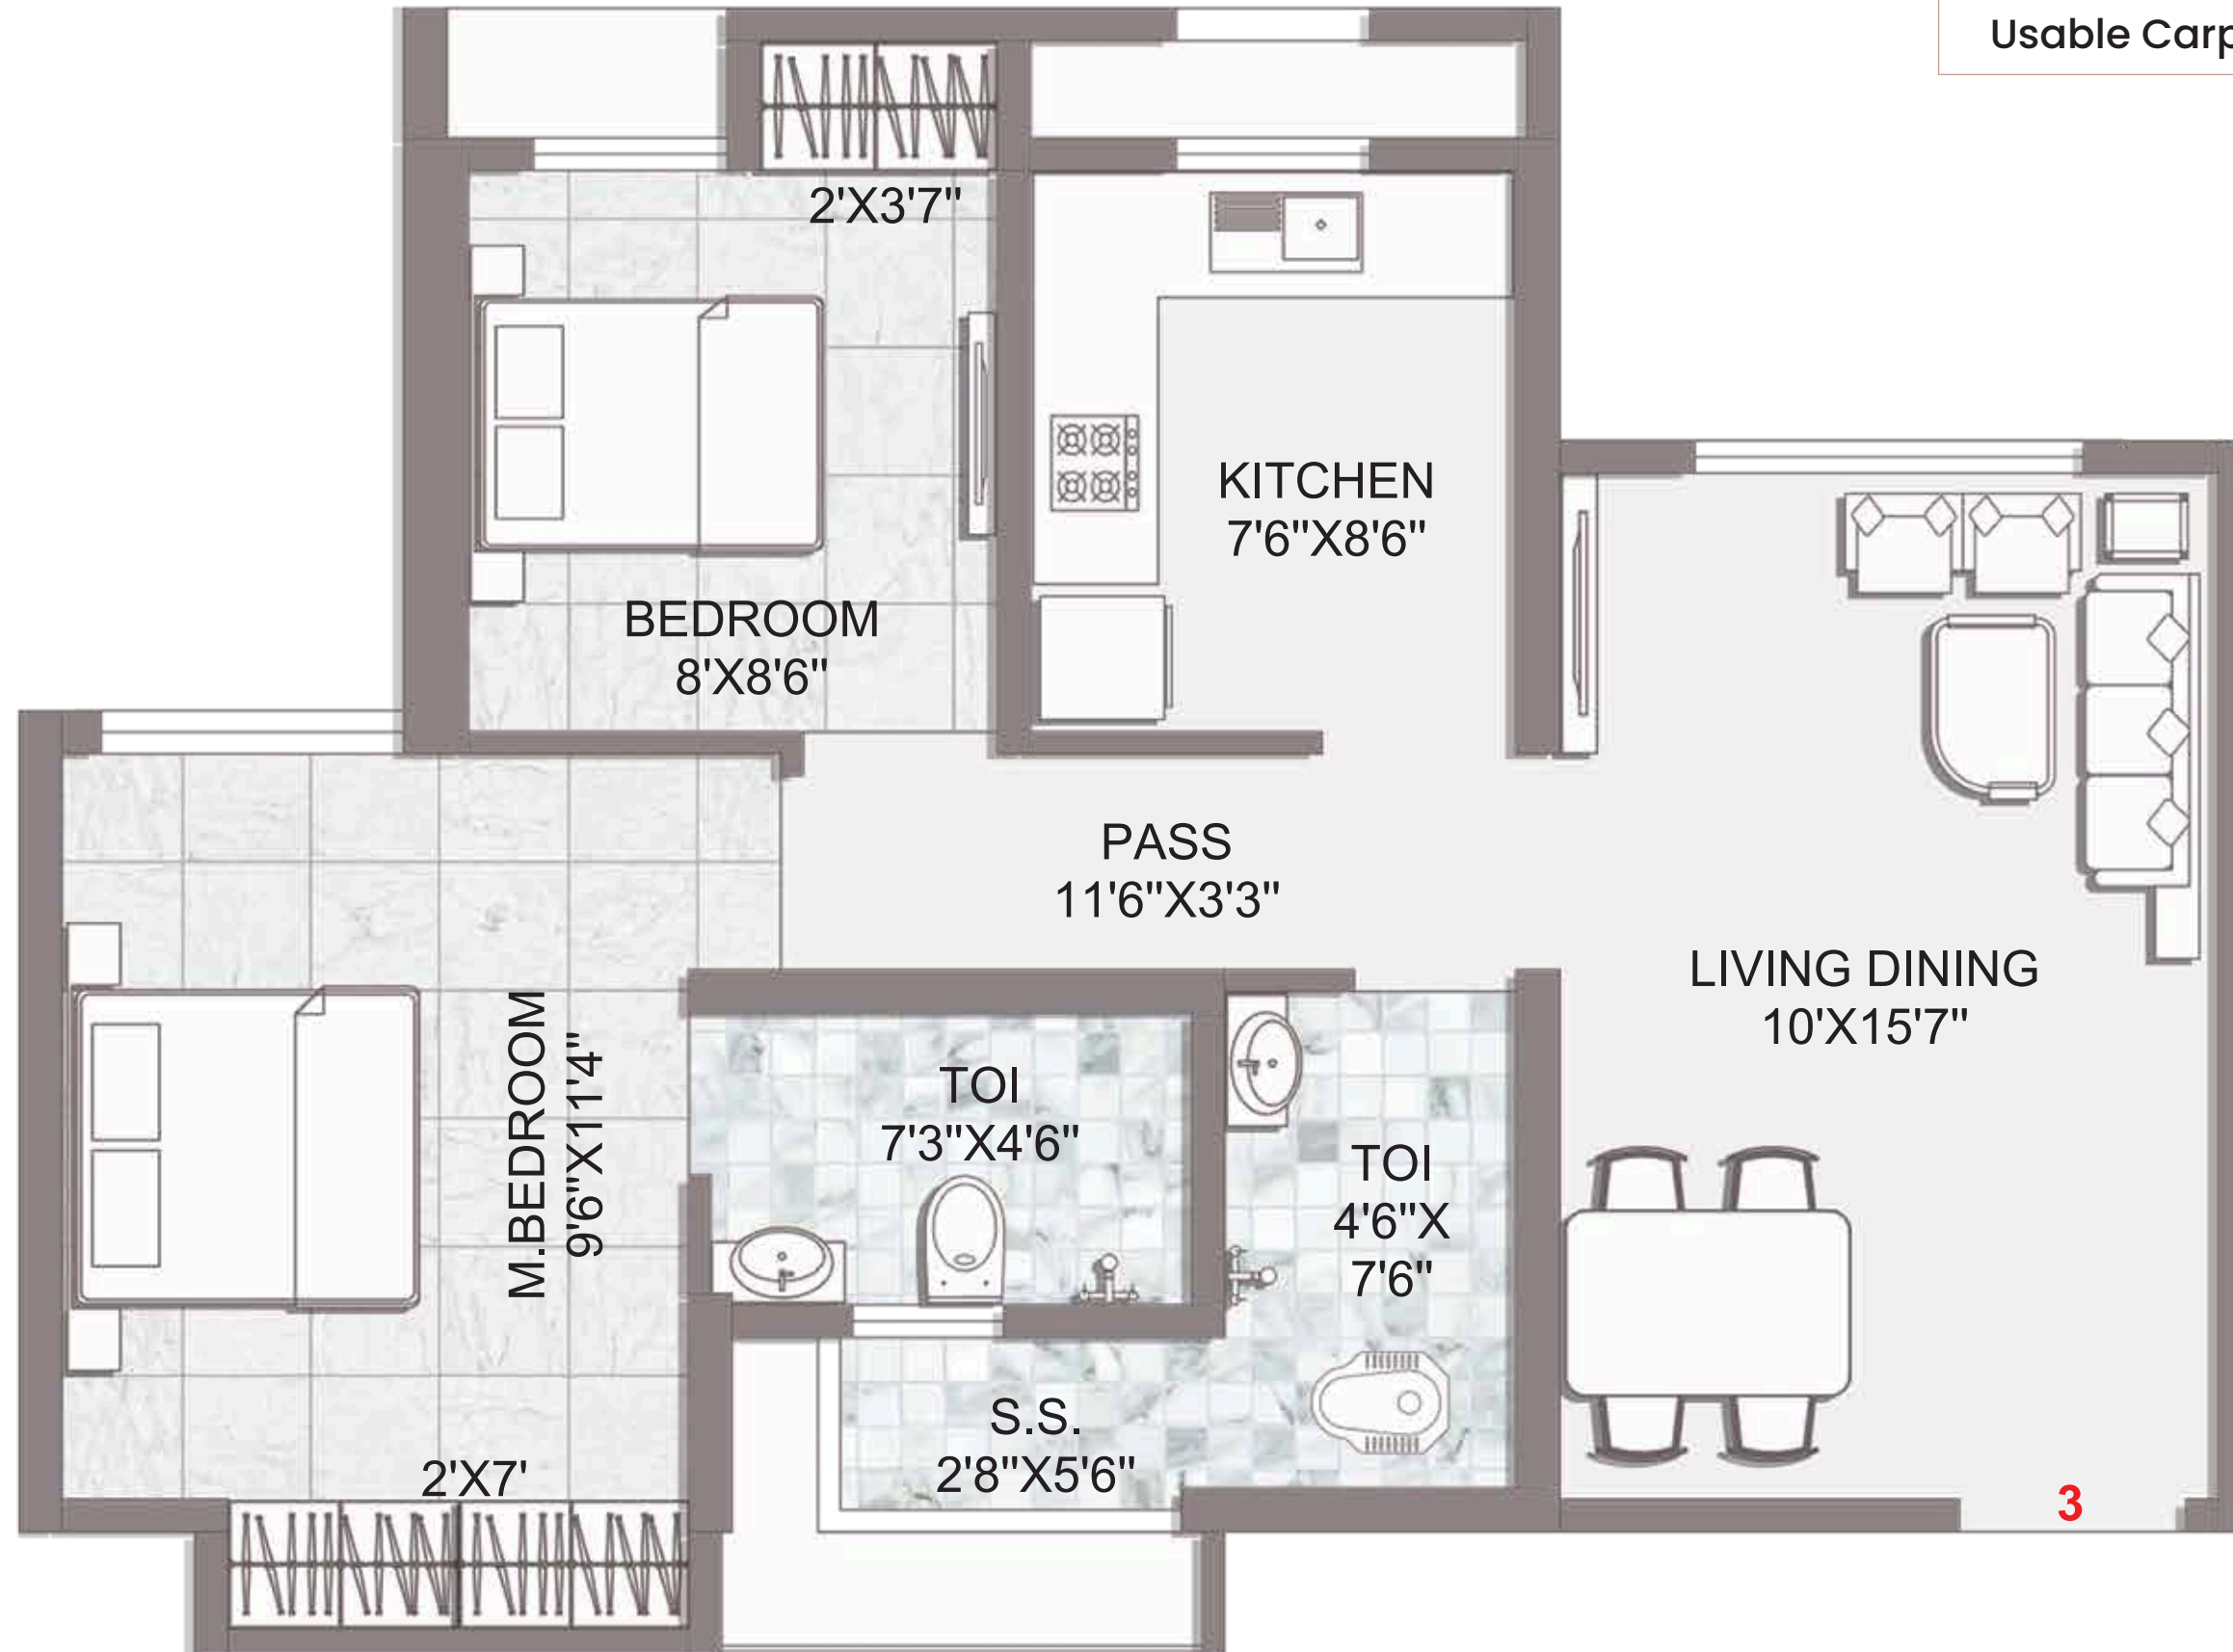 Usable Carp
2'X3'7"
KITCHEN
7'6"X8'6"
BEDROOM
8'X8'6"
PASS
11'6"X3'3"
LIVING DINING
10'X15'7"
M.BEDROOM
9'6"X11'4"
TOI
7'3"X4'6"
TOI
4'6"X
7'6"
S.S.
2'8"X5'6"
2'X7'
3